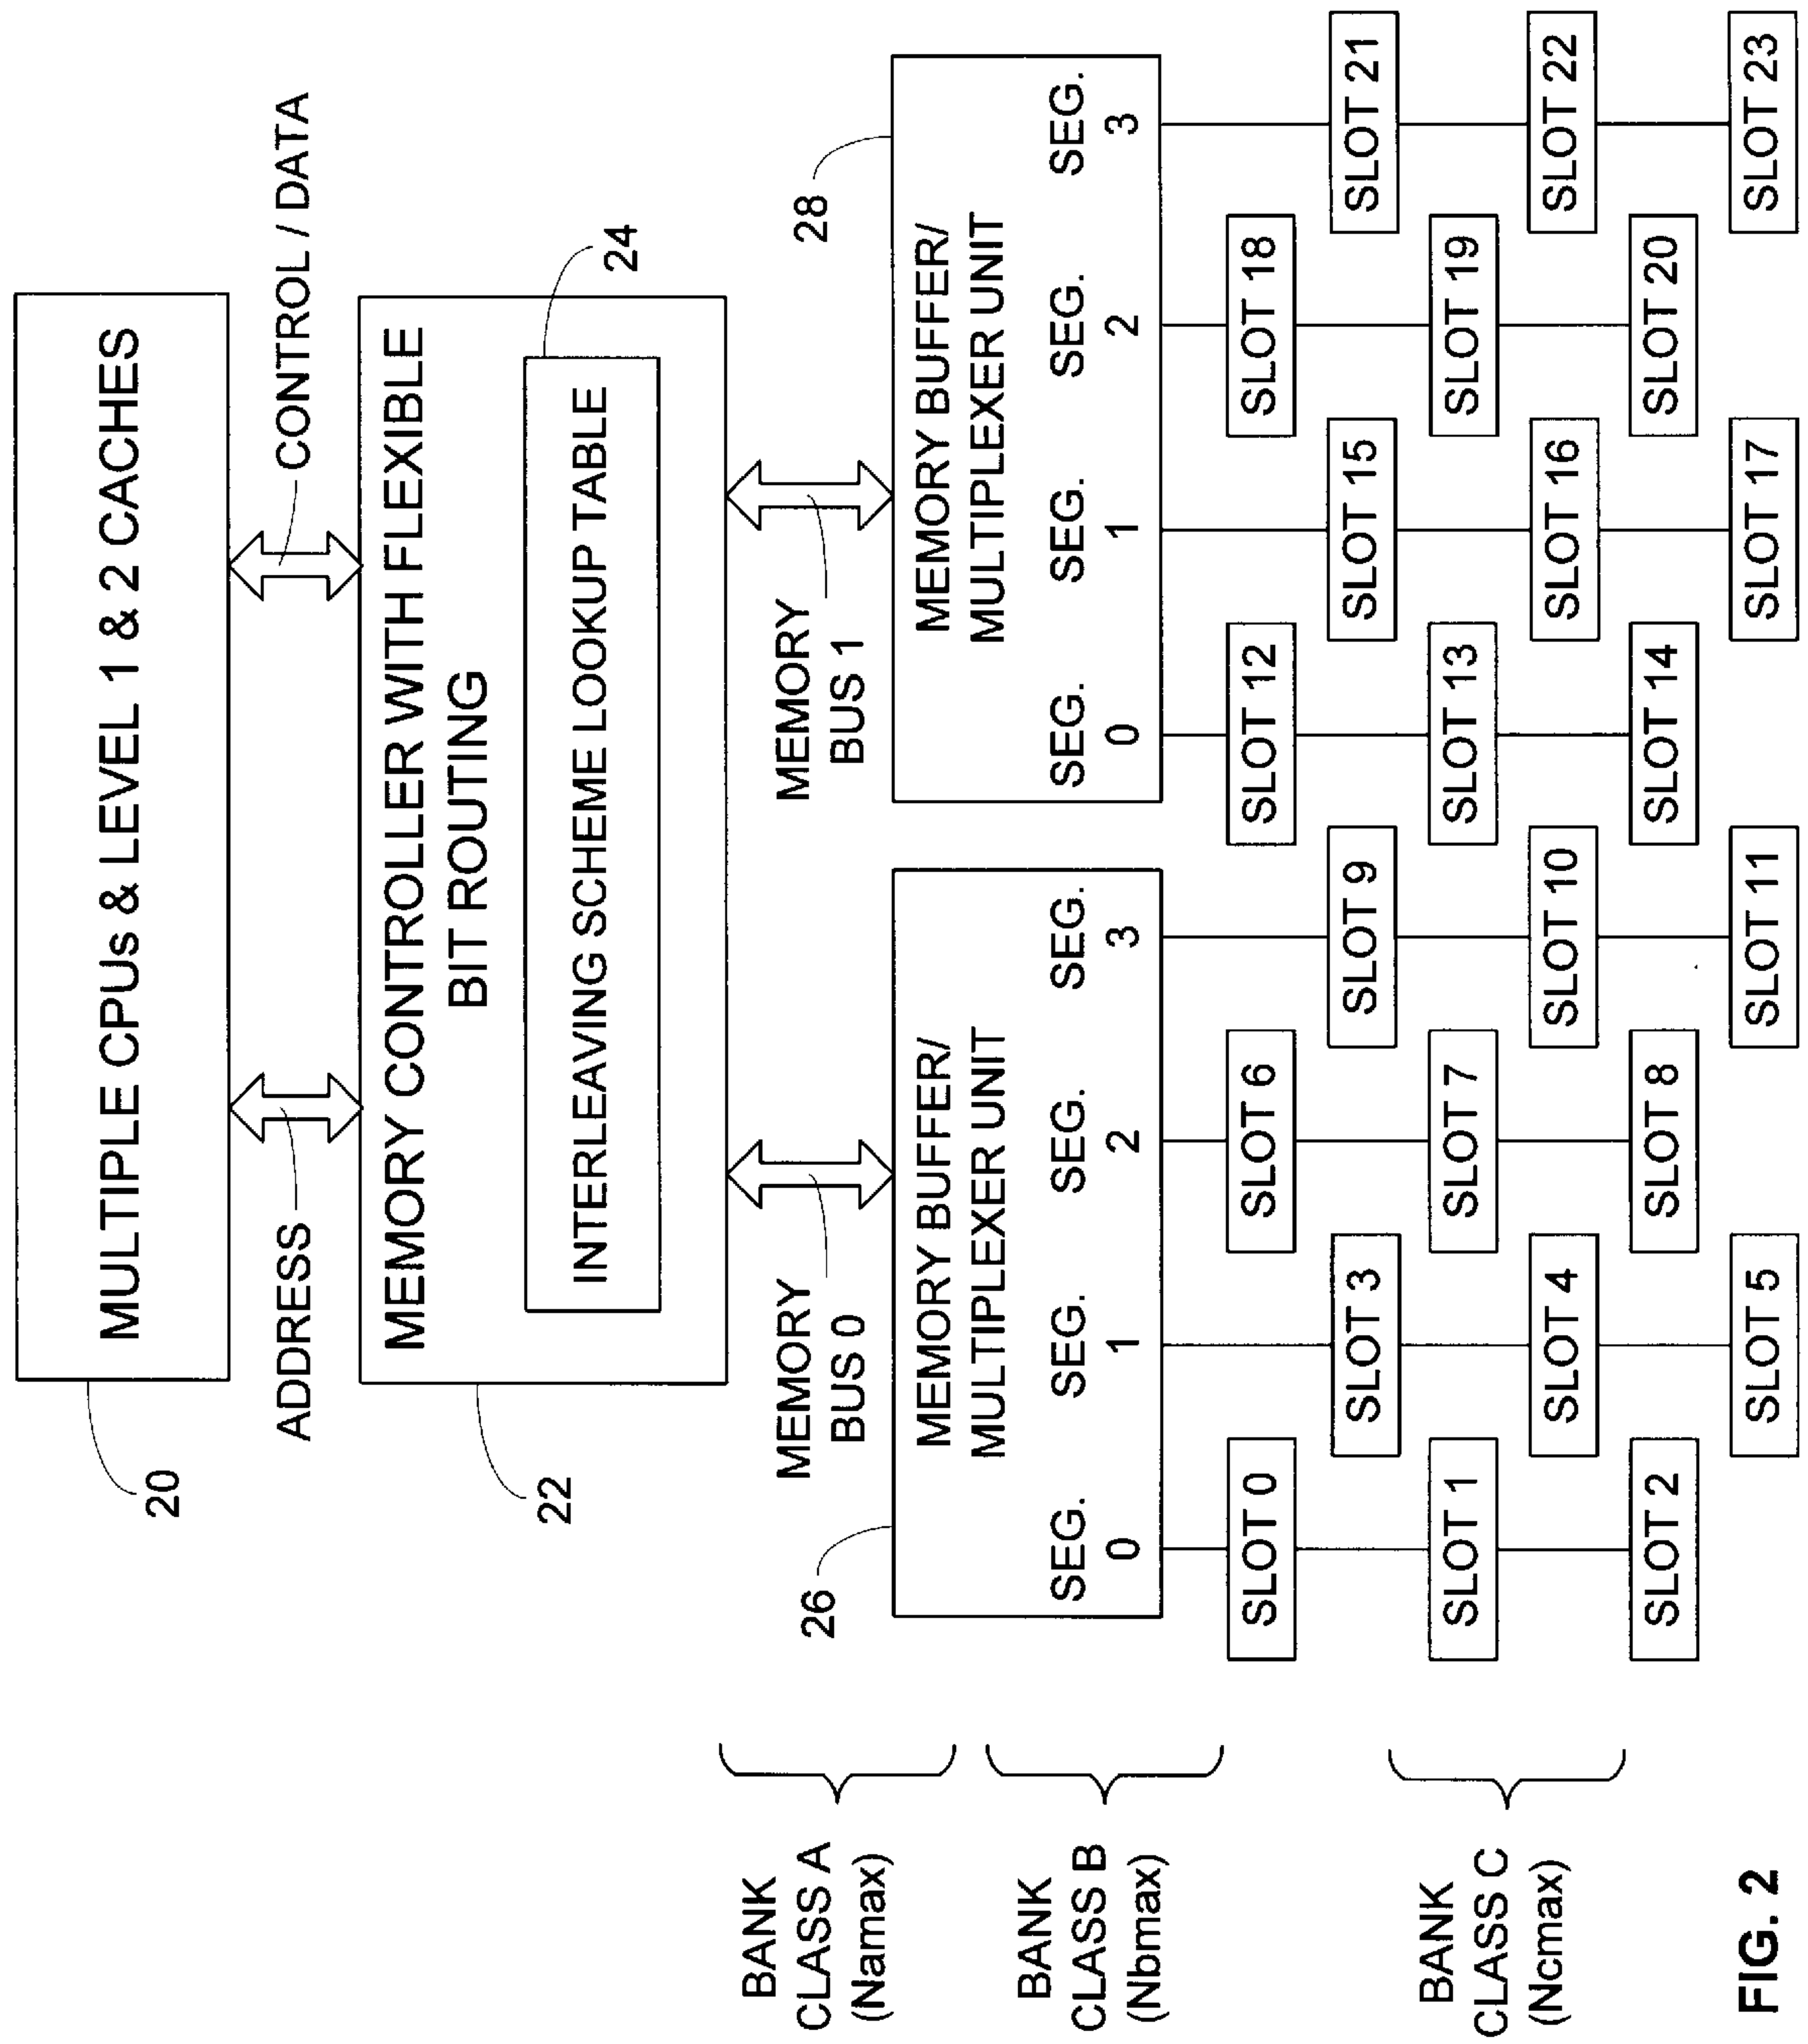 MULTIPLE CPUs & LEVEL 1 & 2 CACHES
20
ADDRESS
CONTROL / DATA
MEMORY CONTROLLER WITH FLEXIBLE
BIT ROUTING
22
INTERLEAVING SCHEME LOOKUP TABLE
24
BANK
CLASS A
(Namax)
MEMORY
BUS 0
MEMORY
BUS 1
26
MEMORY BUFFER/
MULTIPLEXER UNIT
28
MEMORY BUFFER/
MULTIPLEXER UNIT
BANK
CLASS B
(Nbmax)
SEG. SEG. SEG. SEG.
0 1 2 3
SEG. SEG. SEG. SEG.
0 1 2 3
BANK
CLASS C
(Ncmax)
SLOT 0 SLOT 6 SLOT 12 SLOT 18
SLOT 3 SLOT 9 SLOT 15 SLOT 21
SLOT 1 SLOT 7 SLOT 13 SLOT 19
SLOT 4 SLOT 10 SLOT 16 SLOT 22
SLOT 2 SLOT 8 SLOT 14 SLOT 20
SLOT 5 SLOT 11 SLOT 17 SLOT 23
FIG. 2